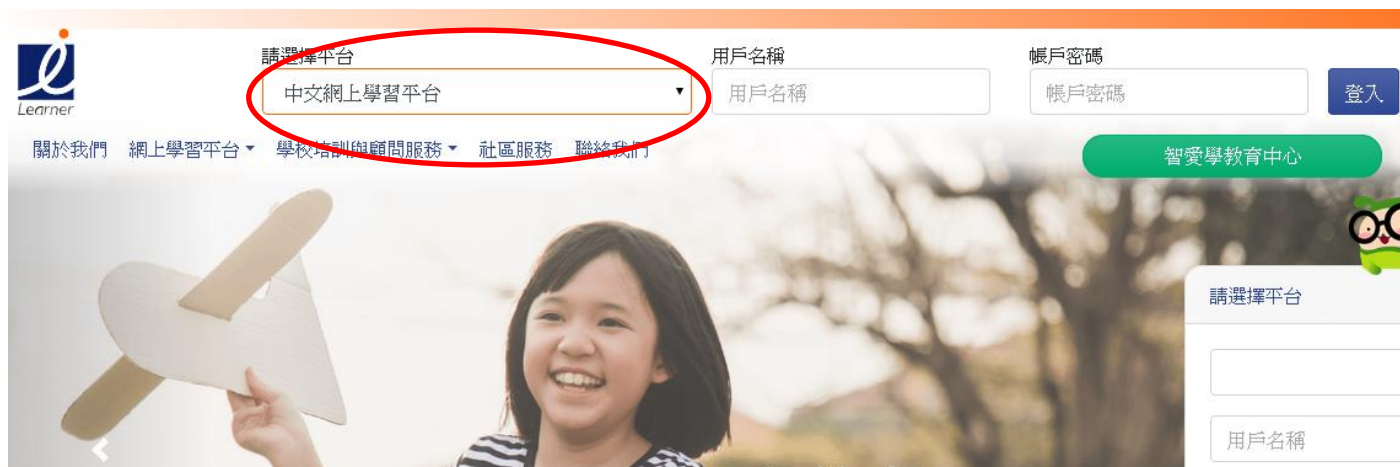 請選擇平台
用戶名稱
帳戶密碼
中文網上學習平台
用戶名稱
帳戶密碼
登入
Learner
關於我們 網上學習平台 學校培訓與顧問服務 社區服務 聯絡我們
智愛學教育中心
請選擇平台
用戶名稱